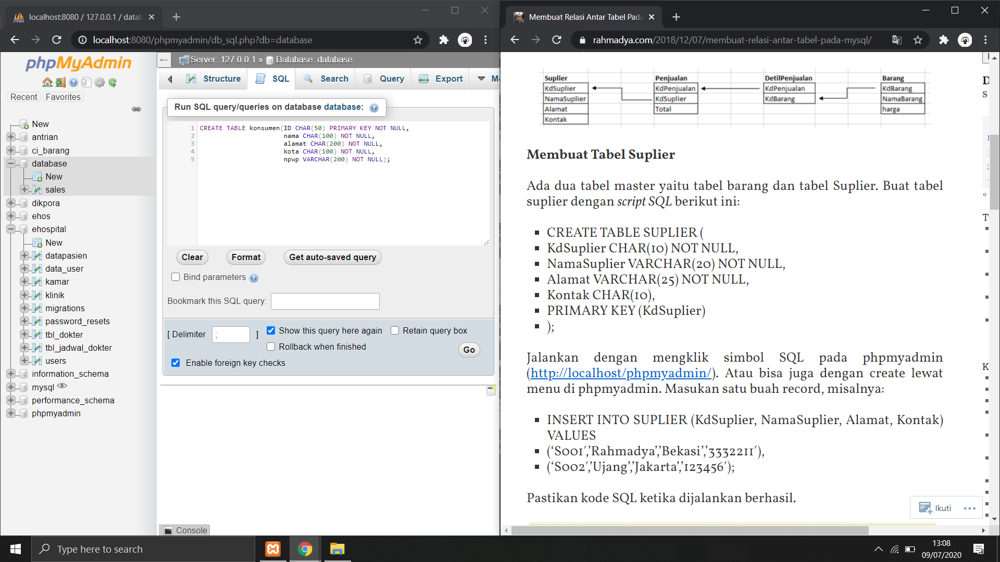 localhost:8080 / 127.0.0.1 / datab
localhost:8080/phpmyadmin/db_sql.php?db=database
phpMyAdmin
Recent
Favorites
New
antrian
ci_barang
database
New
sales
dikpora
ehos
ehospital
New
datapasien
data_user
kamar
klinik
migrations
password_resets
tbl_dokter
tbl_jadwal_dokter
users
information_schema
mysql
performance_schema
phpmyadmin
Server: 127.0.0.1 » Database: database
Structure
SQL
Search
Query
Export
Run SQL query/queries on database database:
1 CREATE TABLE konsumen(ID CHAR(50) PRIMARY KEY NOT NULL,
2 nama CHAR(100) NOT NULL,
3 alamat CHAR(200) NOT NULL,
4 kota CHAR(100) NOT NULL,
5 npwp VARCHAR(200) NOT NULL);
Clear
Format
Get auto-saved query
Bind parameters
Bookmark this SQL query:
[ Delimiter ; ]
Show this query here again
Retain query box
Rollback when finished
Go
Enable foreign key checks
Console
Membuat Relasi Antar Tabel Pada
rahmadya.com/2018/12/07/membuat-relasi-antar-tabel-pada-mysql/
Suplier
KdSuplier
NamaSuplier
Alamat
Kontak
Penjualan
KdPenjualan
KdSuplier
Total
DetilPenjualan
KdPenjualan
KdBarang
Barang
KdBarang
NamaBarang
harga
Membuat Tabel Suplier
Ada dua tabel master yaitu tabel barang dan tabel Suplier. Buat tabel
suplier dengan script SQL berikut ini:
CREATE TABLE SUPLIER (
KdSuplier CHAR(10) NOT NULL,
NamaSuplier VARCHAR(20) NOT NULL,
Alamat VARCHAR(25) NOT NULL,
Kontak CHAR(10),
PRIMARY KEY (KdSuplier)
);
Jalankan dengan mengklik simbol SQL pada phpmyadmin
(http://localhost/phpmyadmin/). Atau bisa juga dengan create lewat
menu di phpmyadmin. Masukan satu buah record, misalnya:
INSERT INTO SUPLIER (KdSuplier, NamaSuplier, Alamat, Kontak)
VALUES
(‘S001′,’Rahmadya’,’Bekasi’,’3332211′),
(‘S002′,’Ujang’,’Jakarta’,’123456′);
Pastikan kode SQL ketika dijalankan berhasil.
Ikuti
Type here to search
13:08
09/07/2020